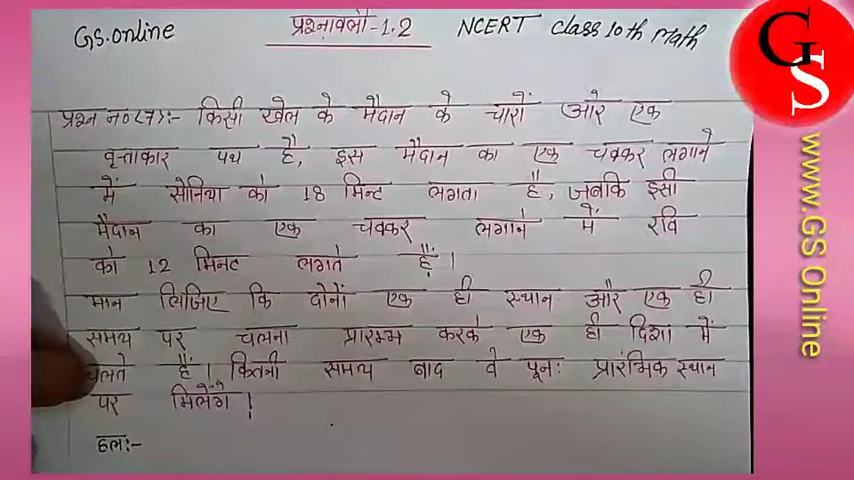 GS.online प्रश्नावली-1.2 NCERT class 10th math
GS
www.GS Online
प्रश्न न०(7):- किसी खेल के मैदान के चारों ओर एक
वृत्ताकार पथ है, इस मैदान का एक चक्कर लगाने
में सोनिया को 18 मिन्ट लगता है, जबकि इसी
मैदान का एक चक्कर लगाने में रवि
को 12 मिनट लगते हैं।
मान लिजिए कि दोनों एक ही स्थान और एक ही
समय पर चलना प्रारम्भ करके एक ही दिशा में
चलते हैं। कितनी समय बाद वे पून: प्रारंम्भिक स्थान
पर मिलेंगे!
हल:-